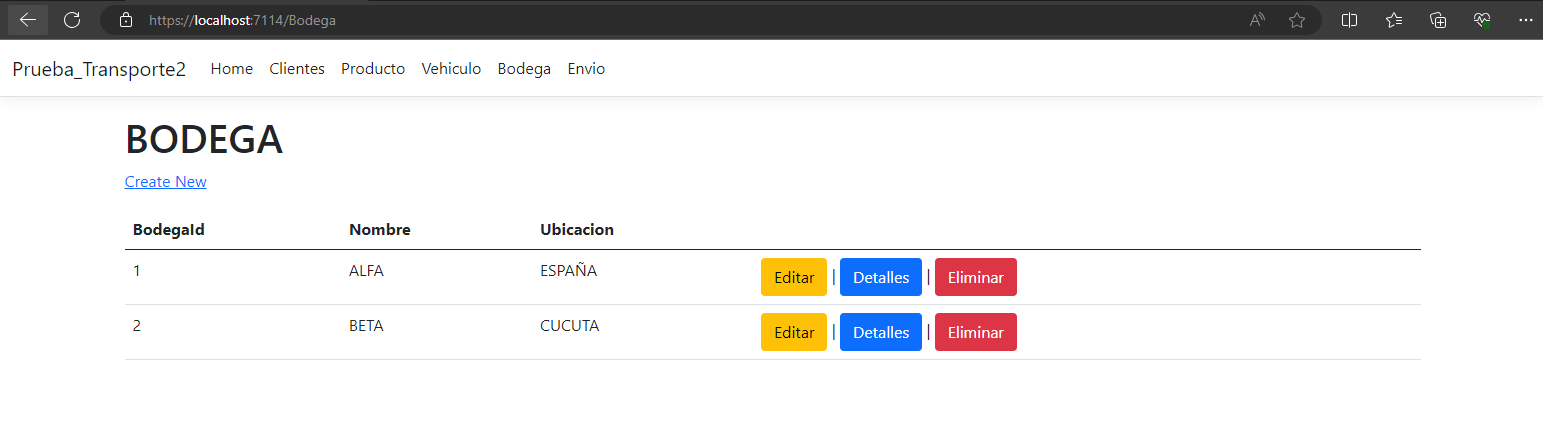 https://localhost:7114/Bodega
Prueba_Transporte2 Home Clientes Producto Vehiculo Bodega Envio
BODEGA
Create New
BodegaId Nombre Ubicacion
1 ALFA ESPAÑA Editar | Detalles | Eliminar
2 BETA CUCUTA Editar | Detalles | Eliminar